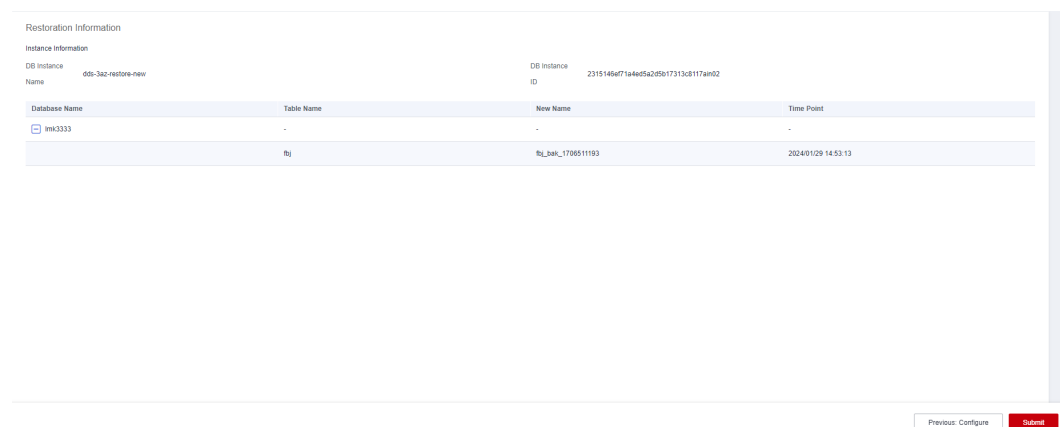 Restoration Information
Instance Information
DB Instance Name dds-3az-restore-new
DB Instance ID 2315146ef71a4ed5a2d5b17313c8117ain02
Database Name Table Name New Name Time Point
lmk3333 - - -
fbj fbj_bak_1706511193 2024/01/29 14:53:13
Previous: Configure Submit